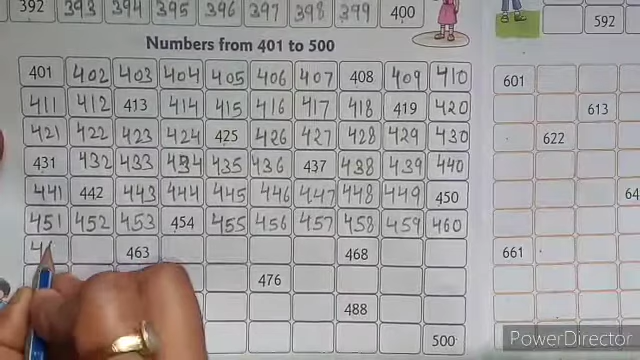 392 393 394 395 396 397 398 399 400
592
Numbers from 401 to 500
401 402 403 404 405 406 407 408 409 410
601
411 412 413 414 415 416 417 418 419 420
613
421 422 423 424 425 426 427 428 429 430
622
431 432 433 434 435 436 437 438 439 440
441 442 443 444 445 446 447 448 449 450
64
451 452 453 454 455 456 457 458 459 460
463 468
661
476
488
500
PowerDirector